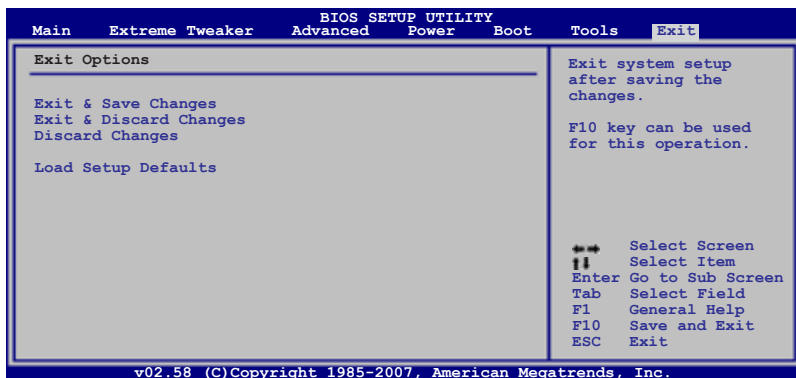 BIOS SETUP UTILITY
Main Extreme Tweaker Advanced Power Boot Tools Exit
Exit Options
Exit & Save Changes
Exit & Discard Changes
Discard Changes
Load Setup Defaults
Exit system setup
after saving the
changes.
F10 key can be used
for this operation.
←→ Select Screen
↑↓ Select Item
Enter Go to Sub Screen
Tab Select Field
F1 General Help
F10 Save and Exit
ESC Exit
v02.58 (C)Copyright 1985-2007, American Megatrends, Inc.